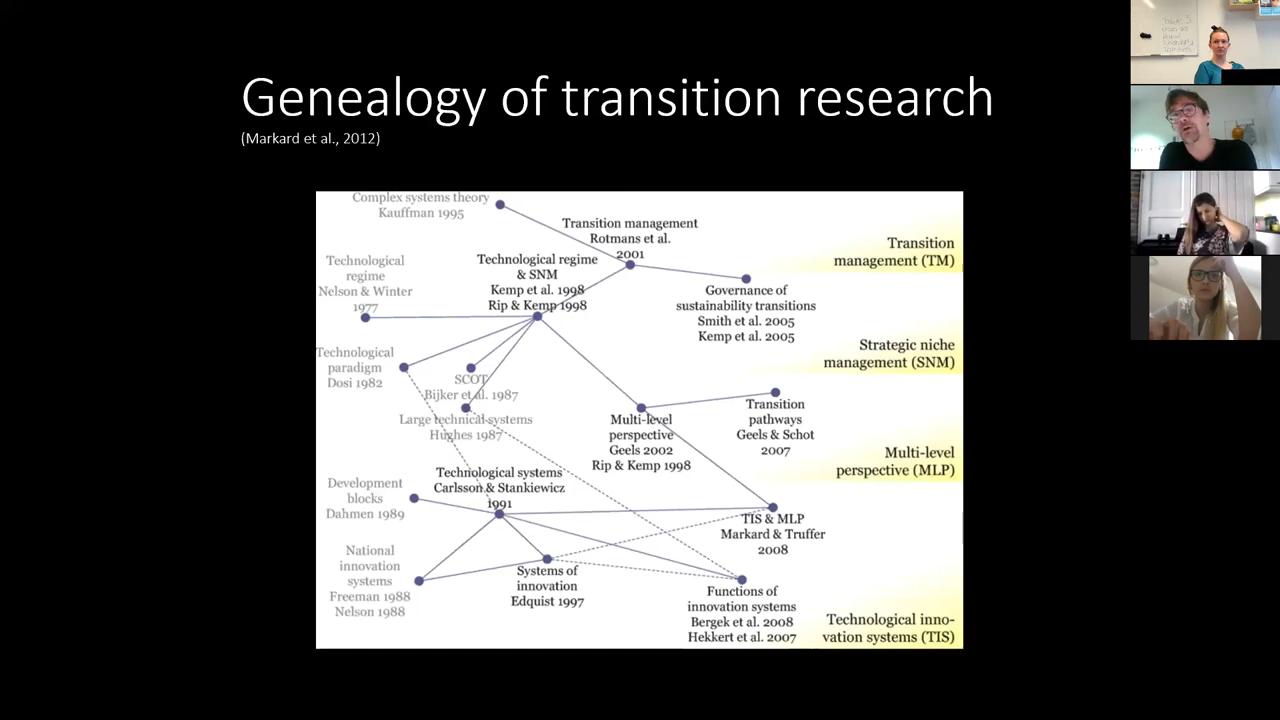 Genealogy of transition research
(Markard et al., 2012)
Complex systems theory
Kauffman 1995
Transition management
Rotmans et al.
2001
Transition
management (TM)
Technological
regime
Nelson & Winter
1977
Technological regime
& SNM
Kemp et al. 1998
Rip & Kemp 1998
Governance of
sustainability transitions
Smith et al. 2005
Kemp et al. 2005
Strategic niche
management (SNM)
Technological
paradigm
Dosi 1982
SCOT
Bijker et al. 1987
Large technical systems
Hughes 1987
Multi-level
perspective
Geels 2002
Rip & Kemp 1998
Transition
pathways
Geels & Schot
2007
Multi-level
perspective (MLP)
Development
blocks
Dahmen 1989
Technological systems
Carlsson & Stankiewicz
1991
TIS & MLP
Markard & Truffer
2008
National
innovation
systems
Freeman 1988
Nelson 1988
Systems of
innovation
Edquist 1997
Functions of
innovation systems
Bergek et al. 2008
Hekkert et al. 2007
Technological inno-
vation systems (TIS)